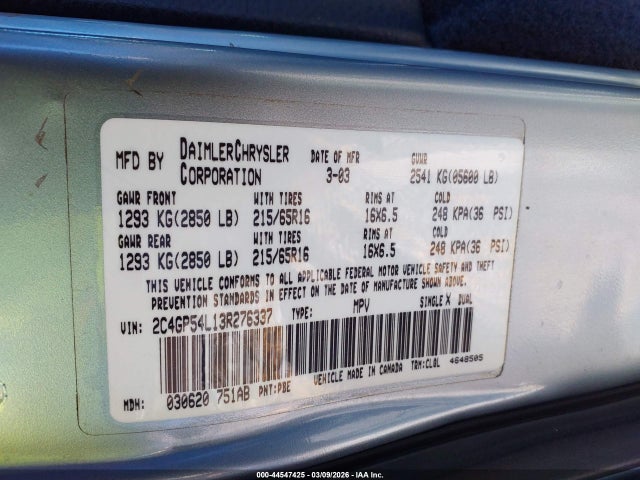 MFD BY DAIMLERCHRYSLER CORPORATION DATE OF MFR 3-03 GVWR 2541 KG(05600 LB)
GAWR FRONT WITH TIRES RIMS AT COLD
1293 KG(2850 LB) 215/65R16 16X6.5 248 KPA(36 PSI)
GAWR REAR WITH TIRES RIMS AT COLD
1293 KG(2850 LB) 215/65R16 16X6.5 248 KPA(36 PSI)
THIS VEHICLE CONFORMS TO ALL APPLICABLE FEDERAL MOTOR VEHICLE SAFETY AND THEFT
PREVENTION STANDARDS IN EFFECT ON THE DATE OF MANUFACTURE SHOWN ABOVE.
VIN: 2C4GP54L13R276337 TYPE: MPV SINGLE X DUAL
MDH: 030620 751AB PNT:PBE VEHICLE MADE IN CANADA TRM:CLDL 4648505
000-44547425 - 03/09/2026 - IAA Inc.